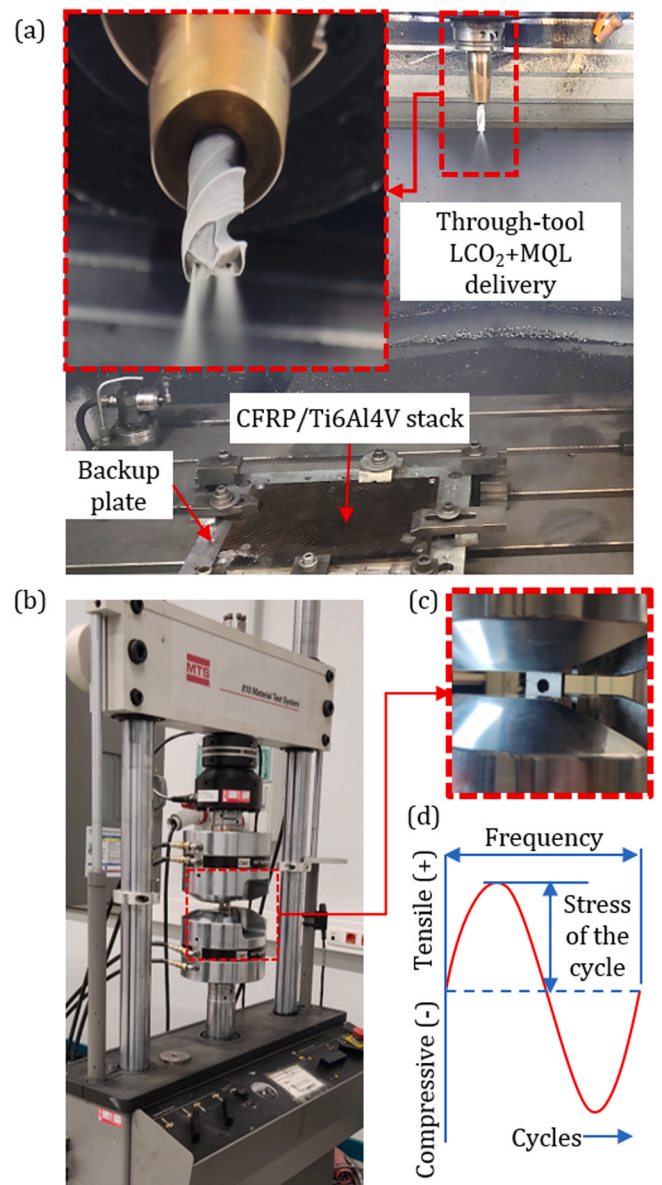 (a)
Through-tool
LCO₂+MQL
delivery
CFRP/Ti6Al4V stack
Backup
plate
(b)
MTS
810 Material Test System
(c)
(d)
Frequency
Tensile (+)
Stress
of the
cycle
Compressive (-)
Cycles